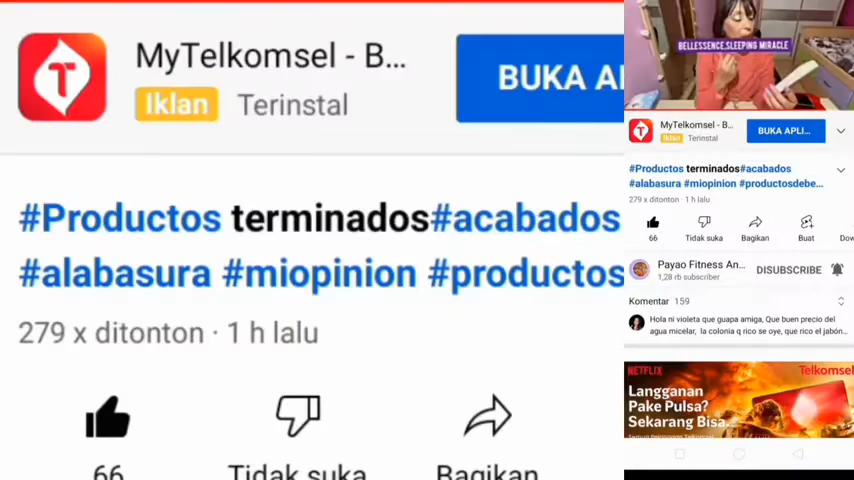 MyTelkomsel - B...
Iklan Terinstal
BUKA
#Productos terminados#acabados
#alabasura #miopinion #productos
279 x ditonton · 1 h lalu
66 Tidak suka Bagikan
BELLESSENCE,SLEEPING MIRACLE
MyTelkomsel - B...
Iklan Terinstal
BUKA APLI...
#Productos terminados#acabados
#alabasura #miopinion #productosdebe...
279 x ditonton · 1 h lalu
66 Tidak suka Bagikan Buat Dow
Payao Fitness An...
1,28 rb subscriber
DISUBSCRIBE
Komentar 159
Hola ni violeta que guapa amiga, Que buen precio del
agua micelar, la colonia q rico se oye, que rico el jabón...
NETFLIX Telkomsel
Langganan
Pake Pulsa?
Sekarang Bisa.